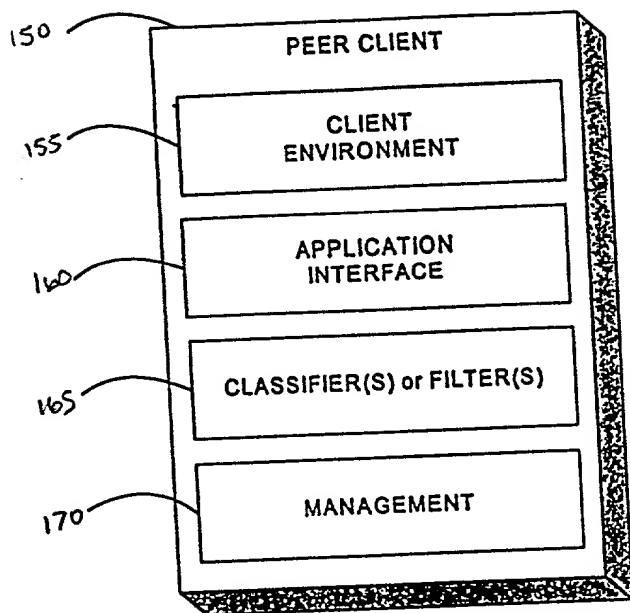 150
PEER CLIENT
155
CLIENT
ENVIRONMENT
160
APPLICATION
INTERFACE
165
CLASSIFIER(S) or FILTER(S)
170
MANAGEMENT